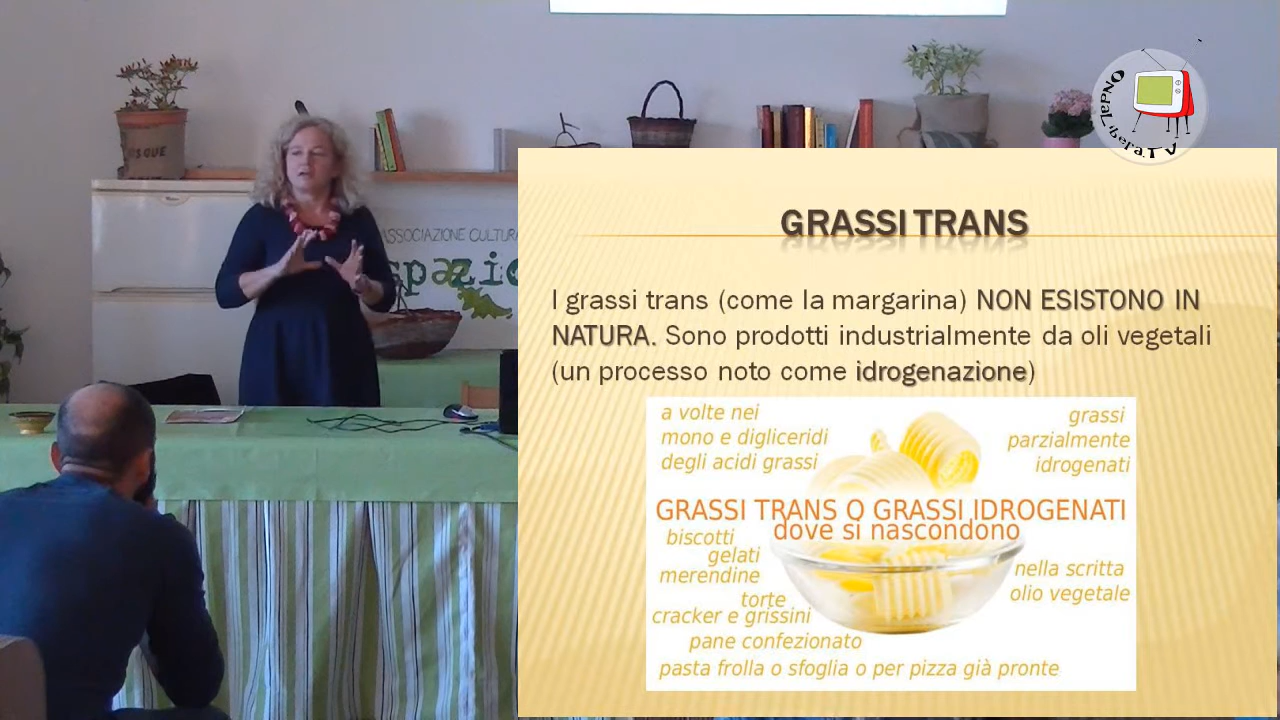 OndaLiberaTV
ASSOCIAZIONE CULTURA
spazio
GRASSI TRANS
I grassi trans (come la margarina) NON ESISTONO IN
NATURA. Sono prodotti industrialmente da oli vegetali
(un processo noto come idrogenazione)
a volte nei
mono e digliceridi
degli acidi grassi
grassi
parzialmente
idrogenati
GRASSI TRANS O GRASSI IDROGENATI
dove si nascondono
biscotti
gelati
merendine
torte
cracker e grissini
pane confezionato
pasta frolla o sfoglia o per pizza già pronte
nella scritta
olio vegetale